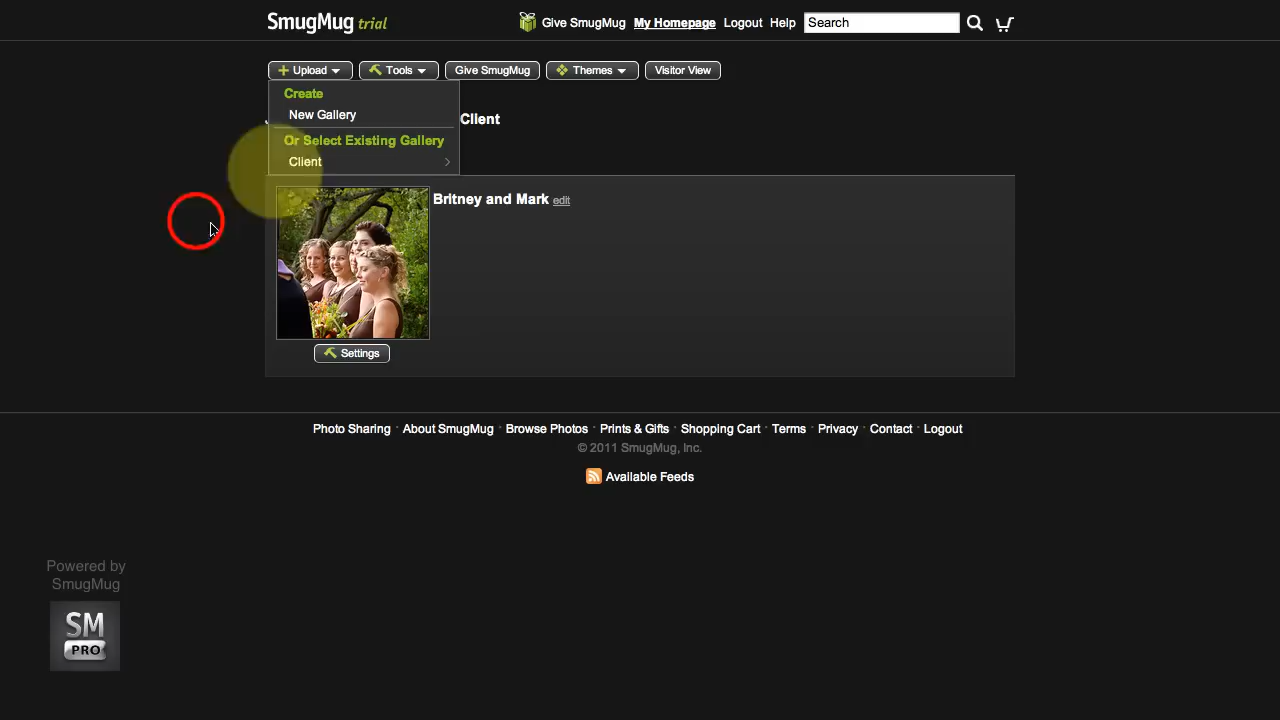 SmugMug trial
Give SmugMug My Homepage Logout Help Search
Upload Tools Give SmugMug Themes Visitor View
Create
New Gallery
Client
Or Select Existing Gallery
Client
Britney and Mark edit
Settings
Photo Sharing · About SmugMug · Browse Photos · Prints & Gifts · Shopping Cart · Terms · Privacy · Contact · Logout
© 2011 SmugMug, Inc.
Available Feeds
Powered by
SmugMug
SM
PRO